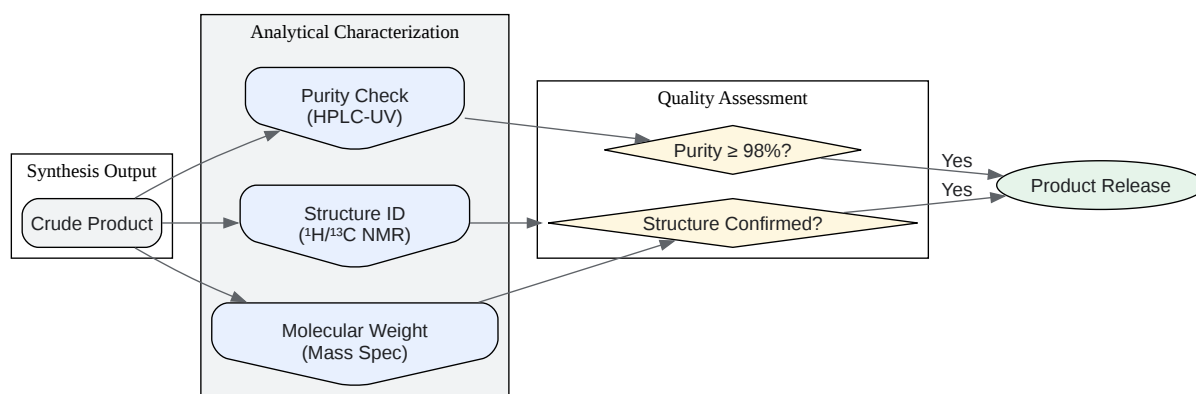 Synthesis Output
Crude Product
Analytical Characterization
Purity Check
(HPLC-UV)
Structure ID
(¹H/¹³C NMR)
Molecular Weight
(Mass Spec)
Quality Assessment
Purity ≥ 98%?
Structure Confirmed?
Yes
Yes
Product Release